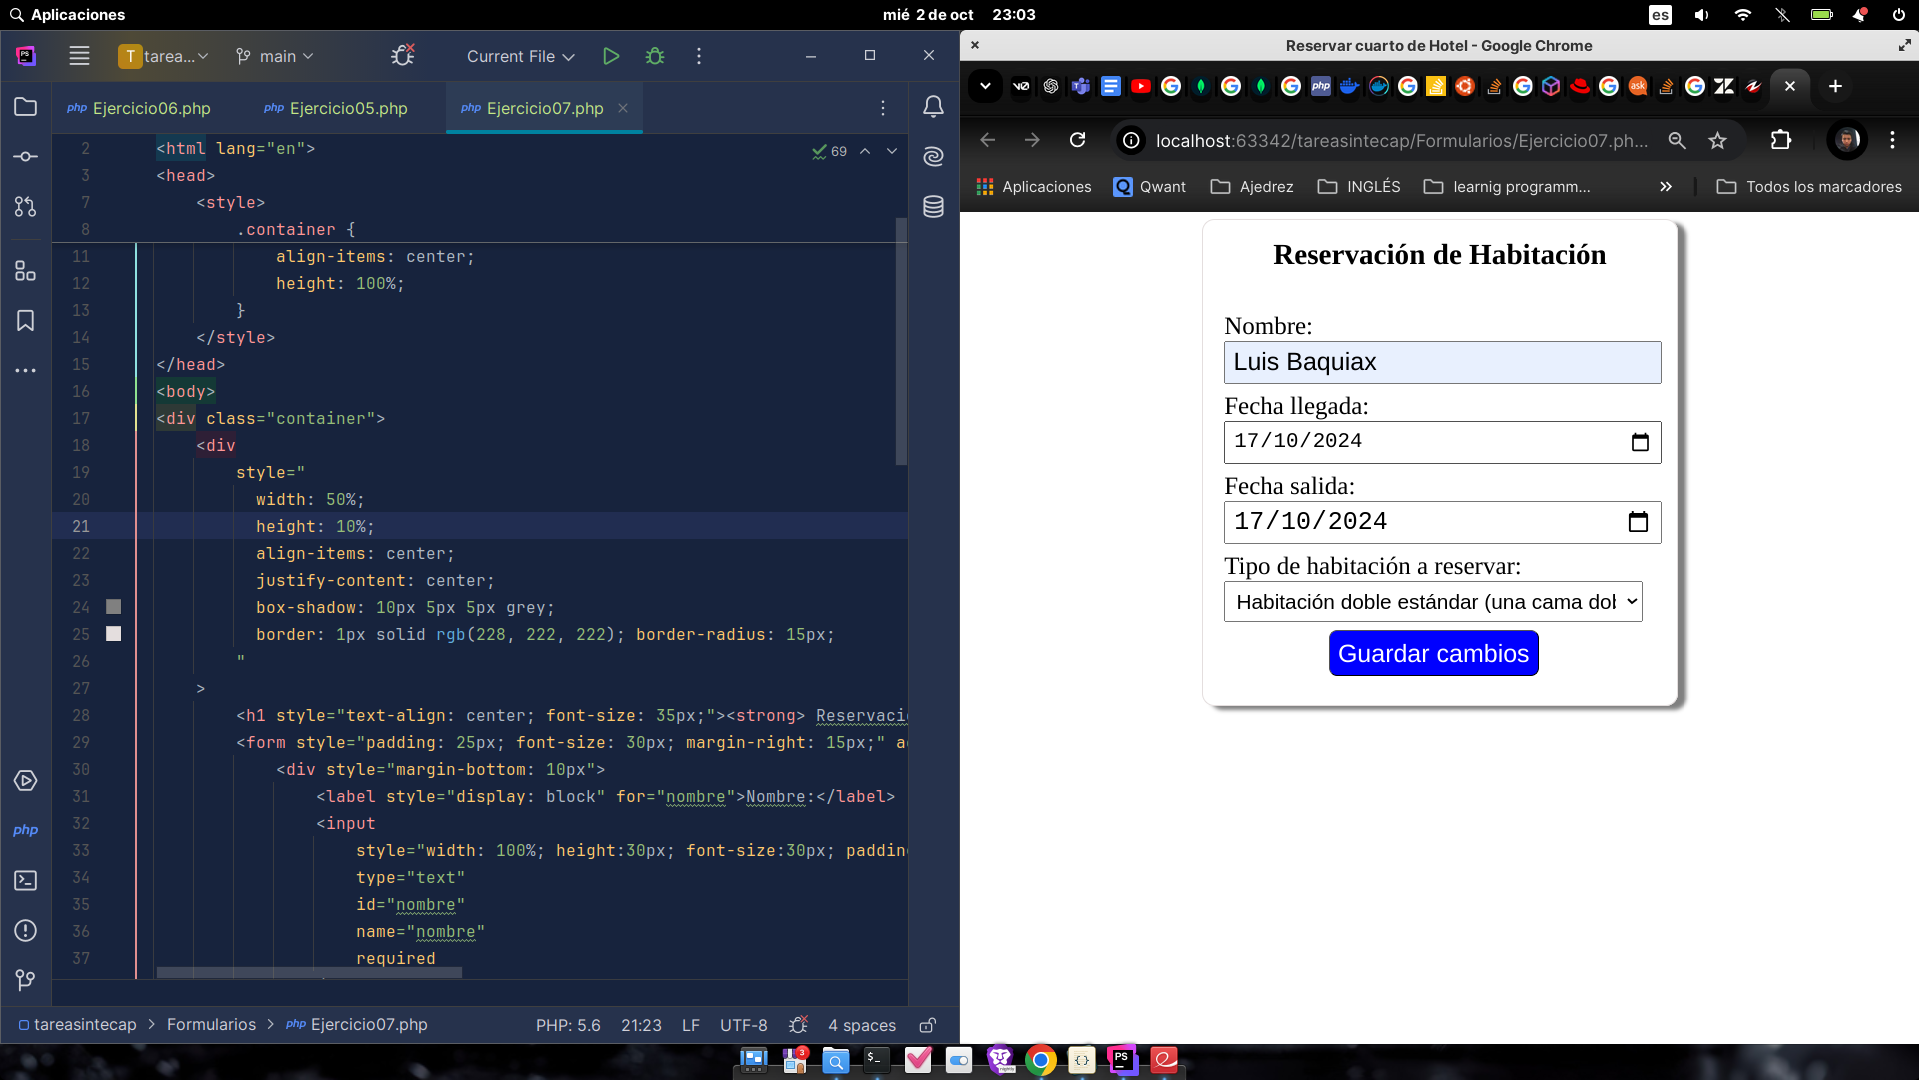 Aplicaciones
mié 2 de oct 23:03
es
PS
T tarea...
main
Current File
php Ejercicio06.php
php Ejercicio05.php
php Ejercicio07.php
69
2 <html lang="en">
3 <head>
7 <style>
8 .container {
11 align-items: center;
12 height: 100%;
13 }
14 </style>
15 </head>
16 <body>
17 <div class="container">
18 <div
19 style="
20 width: 50%;
21 height: 10%;
22 align-items: center;
23 justify-content: center;
24 box-shadow: 10px 5px 5px grey;
25 border: 1px solid rgb(228, 222, 222); border-radius: 15px;
26 "
27 >
28 <h1 style="text-align: center; font-size: 35px;"><strong> Reservaci
29 <form style="padding: 25px; font-size: 30px; margin-right: 15px;" a
30 <div style="margin-bottom: 10px">
31 <label style="display: block" for="nombre">Nombre:</label>
32 <input
33 style="width: 100%; height:30px; font-size:30px; paddin
34 type="text"
35 id="nombre"
36 name="nombre"
37 required
php
tareasintecap > Formularios > php Ejercicio07.php
PHP: 5.6 21:23 LF UTF-8 4 spaces
Reservar cuarto de Hotel - Google Chrome
php
ask
localhost:63342/tareasintecap/Formularios/Ejercicio07.ph...
Aplicaciones
Qwant
Ajedrez
INGLÉS
learnig programm...
»
Todos los marcadores
Reservación de Habitación
Nombre:
Luis Baquiax
Fecha llegada:
17/10/2024
Fecha salida:
17/10/2024
Tipo de habitación a reservar:
Habitación doble estándar (una cama dob
Guardar cambios
3
PS